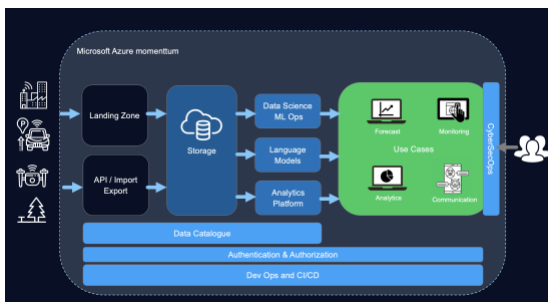 Microsoft Azure momenttum
Landing Zone
API / Import
Export
Storage
Data Science
ML Ops
Language
Models
Analytics
Platform
Forecast
Monitoring
Use Cases
Analytics
Communication
CyberSecOps
Data Catalogue
Authentication & Authorization
Dev Ops and CI/CD
P